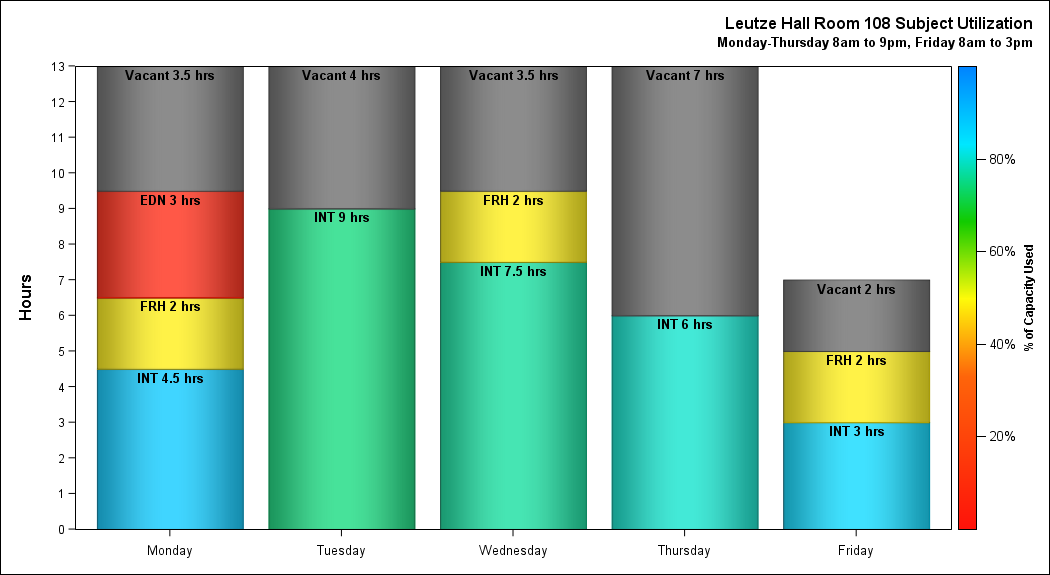 Leutze Hall Room 108 Subject Utilization
Monday-Thursday 8am to 9pm, Friday 8am to 3pm
Hours
13
12
11
10
9
8
7
6
5
4
3
2
1
0
Vacant 3.5 hrs
EDN 3 hrs
FRH 2 hrs
INT 4.5 hrs
Vacant 4 hrs
INT 9 hrs
Vacant 3.5 hrs
FRH 2 hrs
INT 7.5 hrs
Vacant 7 hrs
INT 6 hrs
Vacant 2 hrs
FRH 2 hrs
INT 3 hrs
Monday
Tuesday
Wednesday
Thursday
Friday
80%
60%
40%
20%
% of Capacity Used